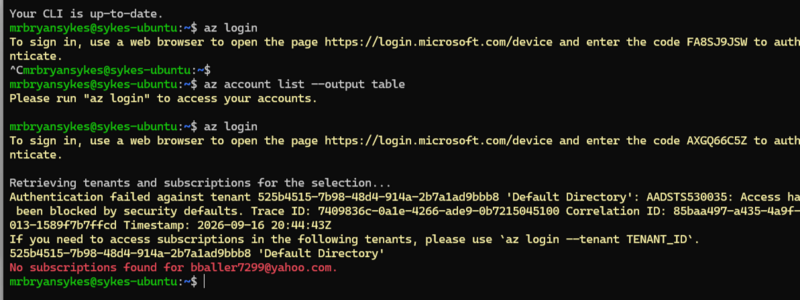 Your CLI is up-to-date.
mrbryansykes@sykes-ubuntu:~$ az login
To sign in, use a web browser to open the page https://login.microsoft.com/device and enter the code FA8SJ9JSW to auth
nticate.
^Cmrbryansykes@sykes-ubuntu:~$
mrbryansykes@sykes-ubuntu:~$ az account list --output table
Please run "az login" to access your accounts.
mrbryansykes@sykes-ubuntu:~$ az login
To sign in, use a web browser to open the page https://login.microsoft.com/device and enter the code AXGQ66C5Z to auth
nticate.
Retrieving tenants and subscriptions for the selection...
Authentication failed against tenant 525b4515-7b98-48d4-914a-2b7a1ad9bbb8 'Default Directory': AADSTS530035: Access ha
been blocked by security defaults. Trace ID: 7409836c-0a1e-4266-ade9-0b7215045100 Correlation ID: 85baa497-a435-4a9f-
013-1589f7b7ffcd Timestamp: 2026-09-16 20:44:43Z
If you need to access subscriptions in the following tenants, please use `az login --tenant TENANT_ID`.
525b4515-7b98-48d4-914a-2b7a1ad9bbb8 'Default Directory'
No subscriptions found for bballer7299@yahoo.com.
mrbryansykes@sykes-ubuntu:~$